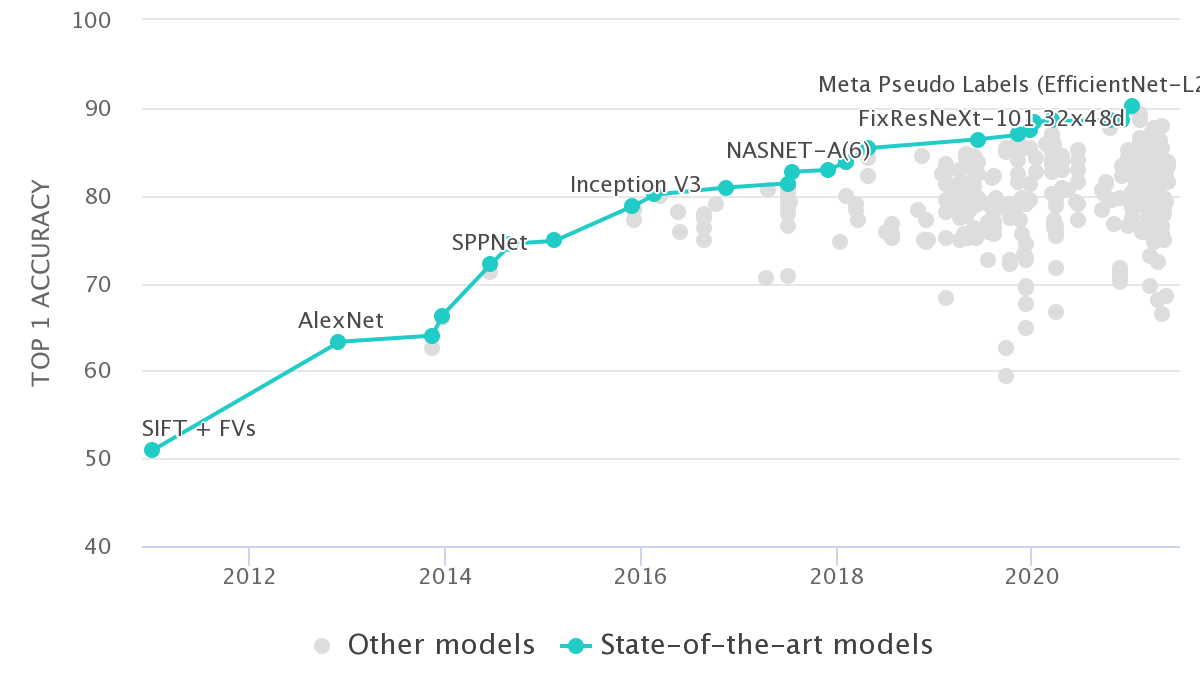 100
90
80
70
60
50
40
TOP 1 ACCURACY
Meta Pseudo Labels (EfficientNet-L2
FixResNeXt-101 32x48d
NASNET-A(6)
Inception V3
SPPNet
AlexNet
SIFT + FVs
2012
2014
2016
2018
2020
Other models
State-of-the-art models